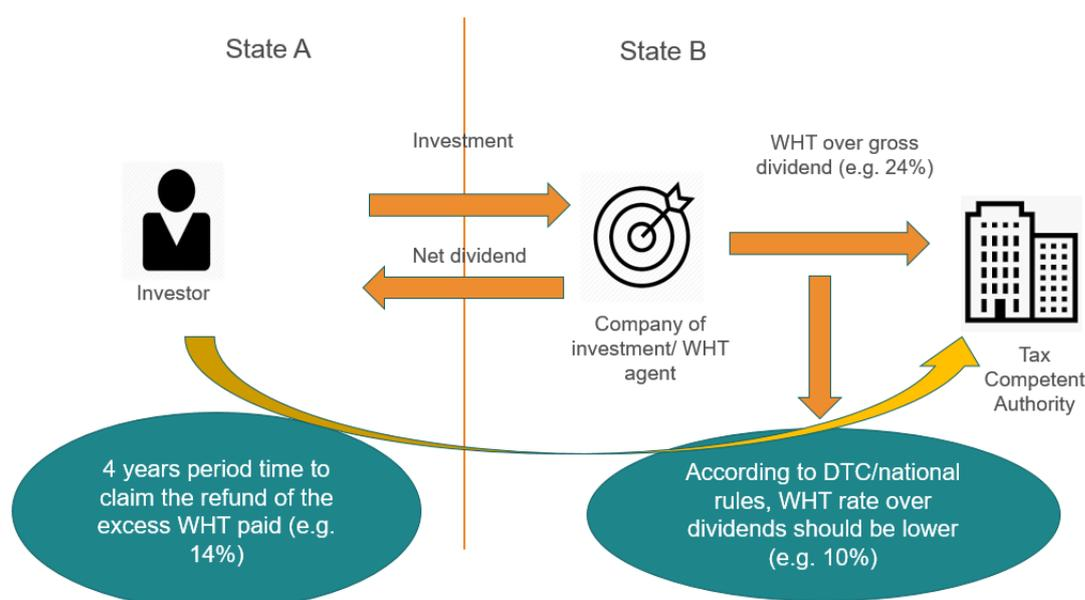 State A
State B
Investment
WHT over gross
dividend (e.g. 24%)
Net dividend
Investor
Company of
investment/ WHT
agent
Tax
Competent
Authority
4 years period time to
claim the refund of the
excess WHT paid (e.g.
14%)
According to DTC/national
rules, WHT rate over
dividends should be lower
(e.g. 10%)